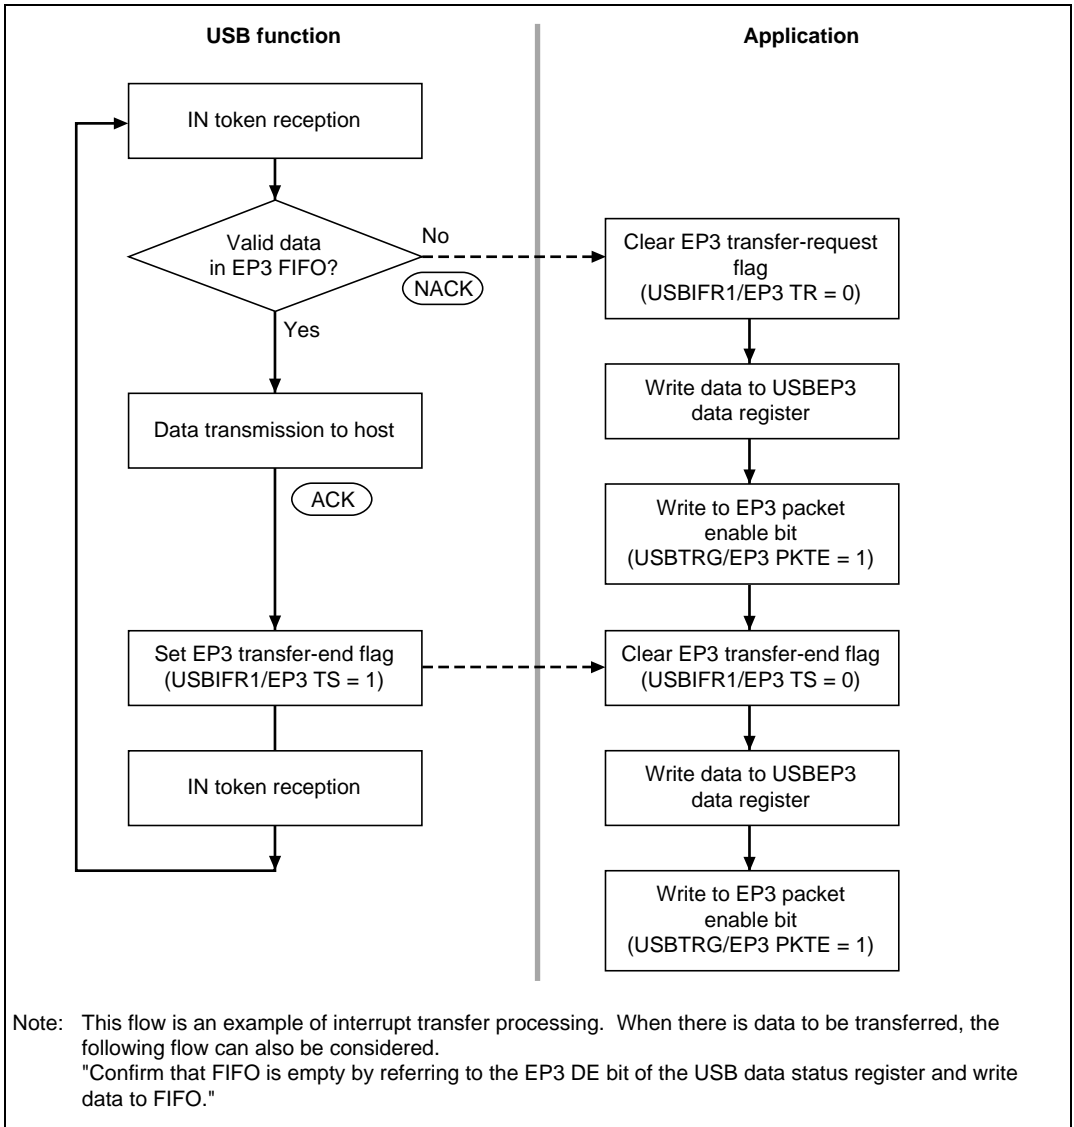 USB function
Application
IN token reception
Valid data
in EP3 FIFO?
No
NACK
Yes
Data transmission to host
ACK
Set EP3 transfer-end flag
(USBIFR1/EP3 TS = 1)
IN token reception
Clear EP3 transfer-request
flag
(USBIFR1/EP3 TR = 0)
Write data to USBEP3
data register
Write to EP3 packet
enable bit
(USBTRG/EP3 PKTE = 1)
Clear EP3 transfer-end flag
(USBIFR1/EP3 TS = 0)
Write data to USBEP3
data register
Write to EP3 packet
enable bit
(USBTRG/EP3 PKTE = 1)
Note: This flow is an example of interrupt transfer processing. When there is data to be transferred, the
following flow can also be considered.
"Confirm that FIFO is empty by referring to the EP3 DE bit of the USB data status register and write
data to FIFO."